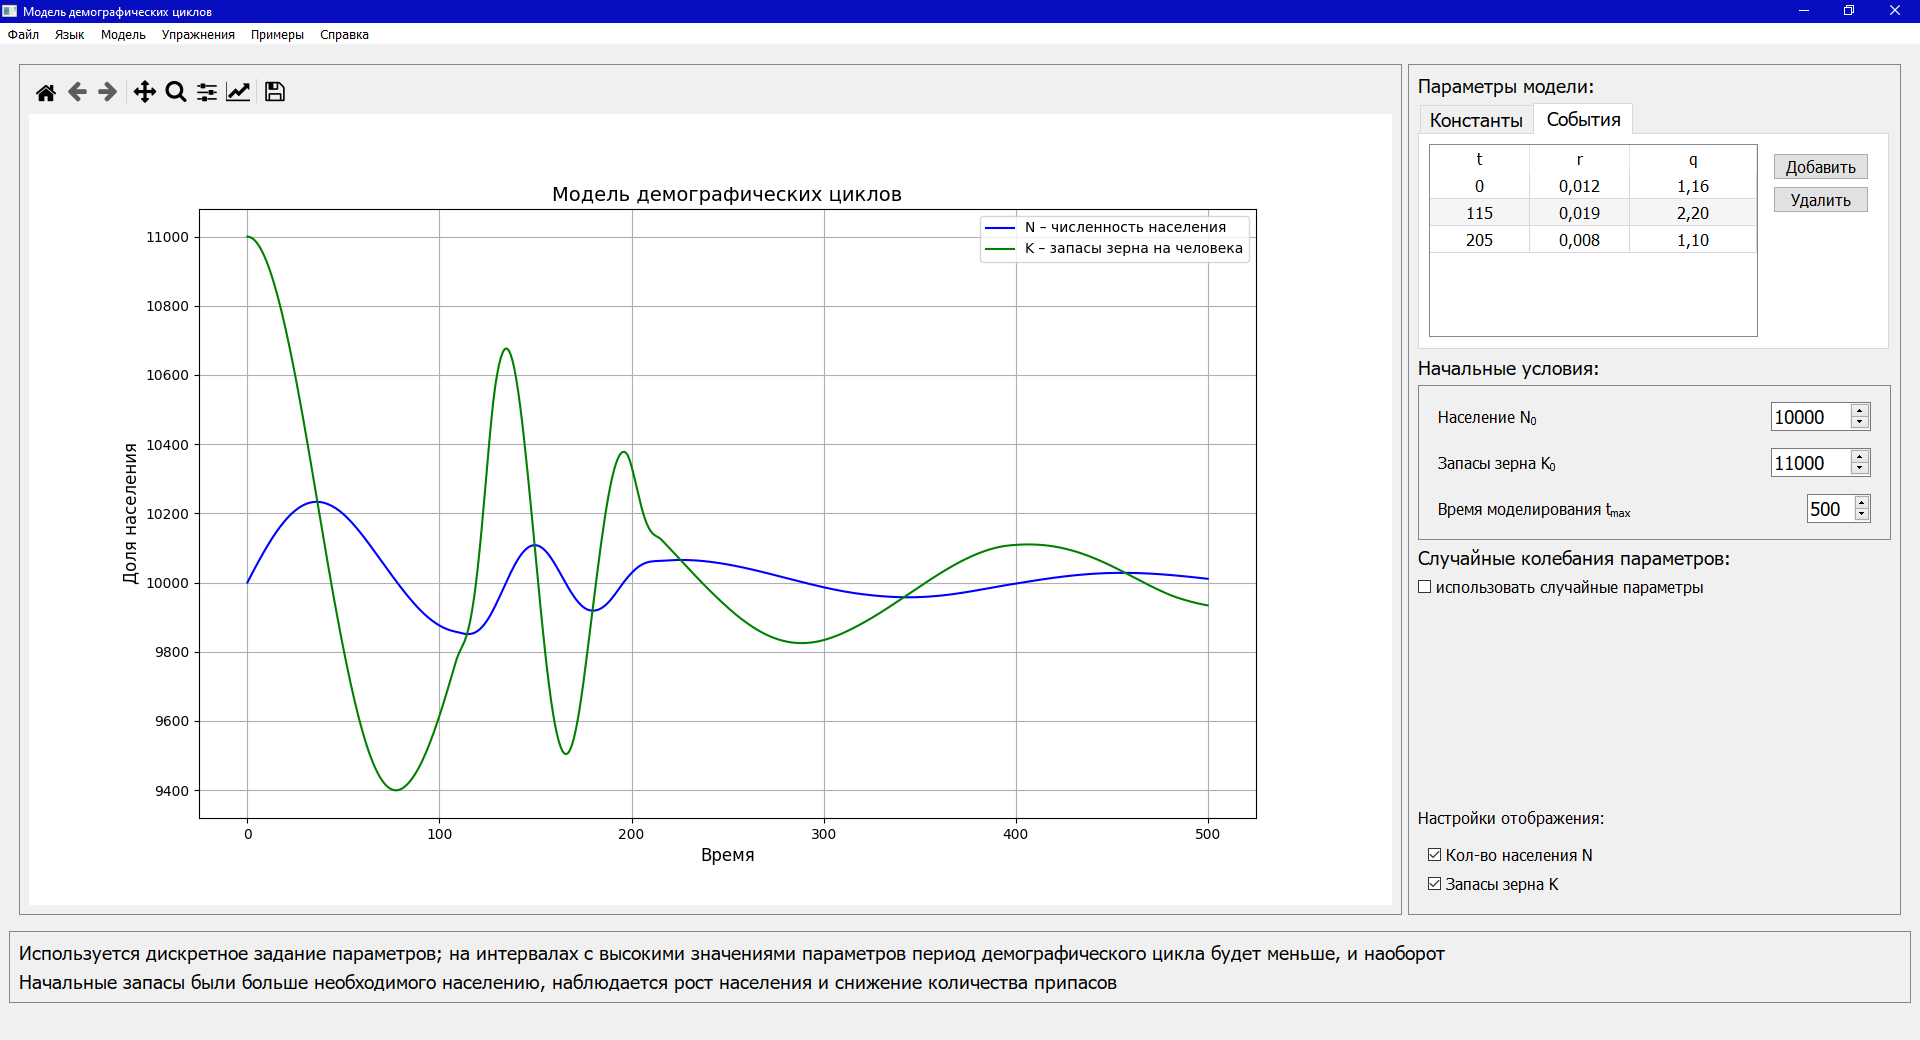 Модель демографических циклов
Файл Язык Модель Упражнения Примеры Справка
Модель демографических циклов
N – численность населения
K – запасы зерна на человека
11000
10800
10600
10400
10200
10000
9800
9600
9400
Доля населения
0 100 200 300 400 500
Время
Параметры модели:
Константы События
t r q
0 0,012 1,16
115 0,019 2,20
205 0,008 1,10
Добавить
Удалить
Начальные условия:
Население N₀ 10000
Запасы зерна K₀ 11000
Время моделирования tmax 500
Случайные колебания параметров:
использовать случайные параметры
Настройки отображения:
Кол-во населения N
Запасы зерна K
Используется дискретное задание параметров; на интервалах с высокими значениями параметров период демографического цикла будет меньше, и наоборот
Начальные запасы были больше необходимого населению, наблюдается рост населения и снижение количества припасов